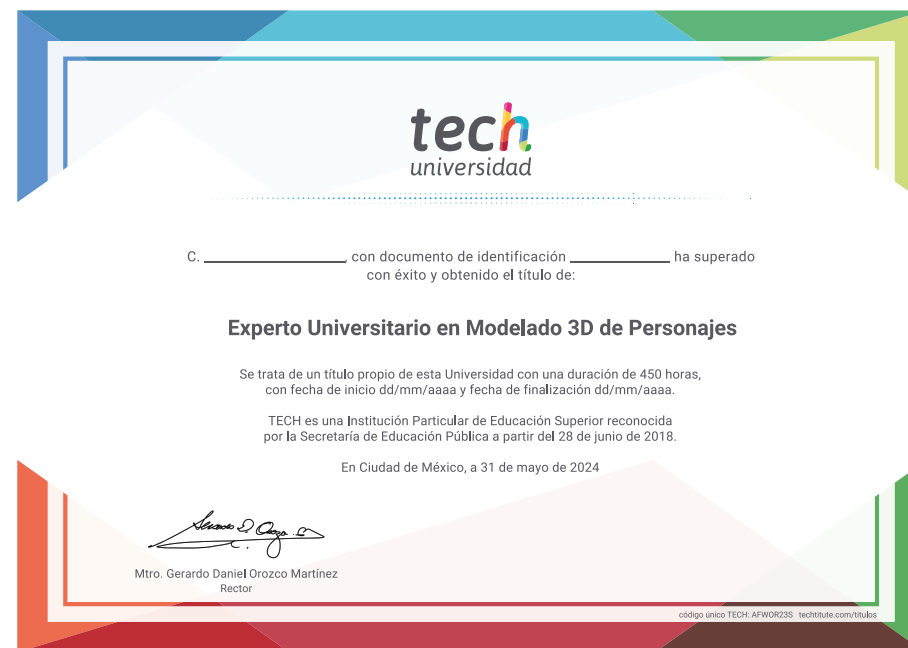 tech
universidad
C. ____________, con documento de identificación ____________ ha superado
con éxito y obtenido el título de:
Experto Universitario en Modelado 3D de Personajes
Se trata de un título propio de esta Universidad con una duración de 450 horas,
con fecha de inicio dd/mm/aaaa y fecha de finalización dd/mm/aaaa.
TECH es una Institución Particular de Educación Superior reconocida
por la Secretaría de Educación Pública a partir del 28 de junio de 2018.
En Ciudad de México, a 31 de mayo de 2024
Mtro. Gerardo Daniel Orozco Martínez
Rector
código único TECH: AFWOR23S techtitute.com/titulos